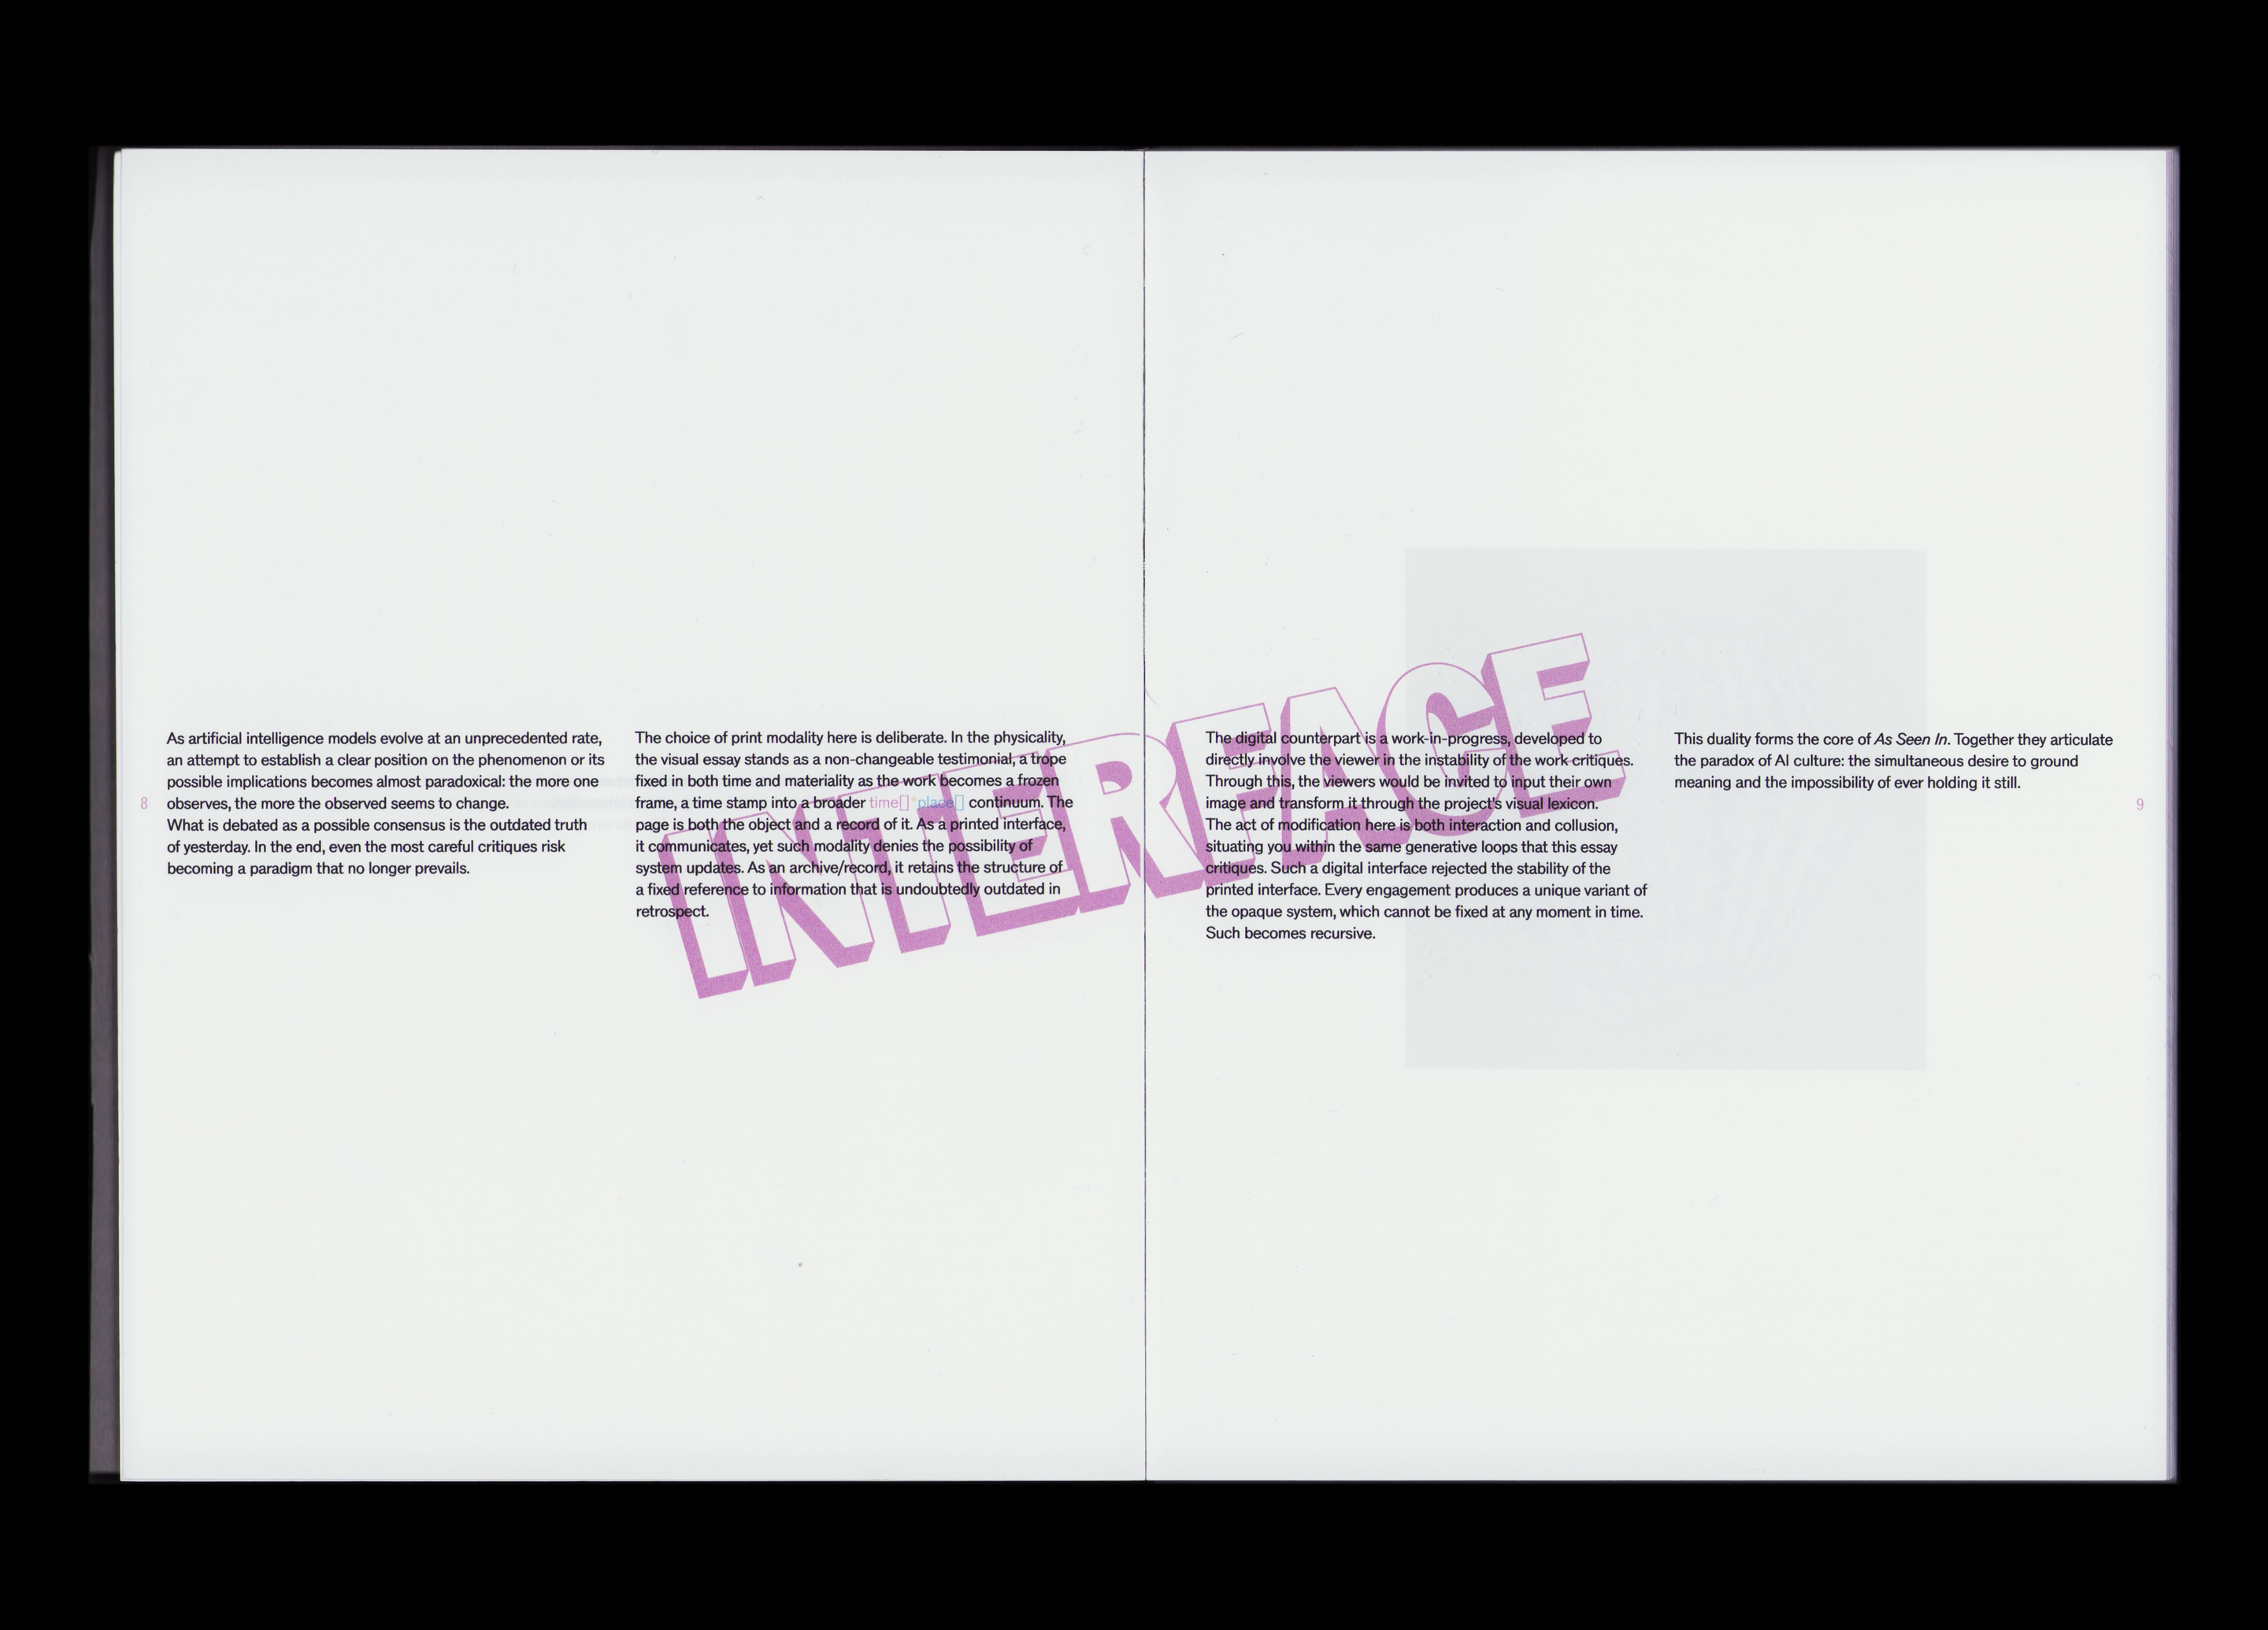 As artificial intelligence models evolve at an unprecedented rate,
an attempt to establish a clear position on the phenomenon or its
possible implications becomes almost paradoxical: the more one
observes, the more the observed seems to change.
What is debated as a possible consensus is the outdated truth
of yesterday. In the end, even the most careful critiques risk
becoming a paradigm that no longer prevails.
8
The choice of print modality here is deliberate. In the physicality,
the visual essay stands as a non-changeable testimonial, a trope
fixed in both time and materiality as the work becomes a frozen
frame, a time stamp into a broader time[]*place[] continuum. The
page is both the object and a record of it. As a printed interface,
it communicates, yet such modality denies the possibility of
system updates. As an archive/record, it retains the structure of
a fixed reference to information that is undoubtedly outdated in
retrospect.
INTERFACE
The digital counterpart is a work-in-progress, developed to
directly involve the viewer in the instability of the work critiques.
Through this, the viewers would be invited to input their own
image and transform it through the project's visual lexicon.
The act of modification here is both interaction and collusion,
situating you within the same generative loops that this essay
critiques. Such a digital interface rejected the stability of the
printed interface. Every engagement produces a unique variant of
the opaque system, which cannot be fixed at any moment in time.
Such becomes recursive.
This duality forms the core of As Seen In. Together they articulate
the paradox of AI culture: the simultaneous desire to ground
meaning and the impossibility of ever holding it still.
9